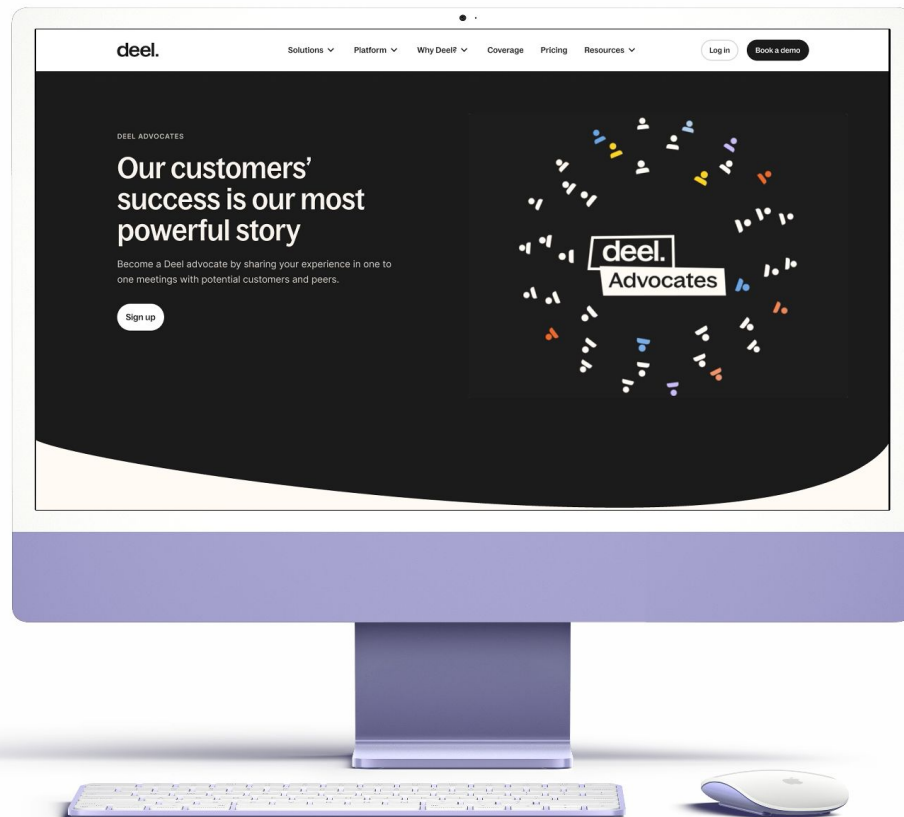 deel.
Solutions Platform Why Deel? Coverage Pricing Resources
Log in Book a demo
DEEL ADVOCATES
Our customers’
success is our most
powerful story
Become a Deel advocate by sharing your experience in one to
one meetings with potential customers and peers.
Sign up
deel.
Advocates